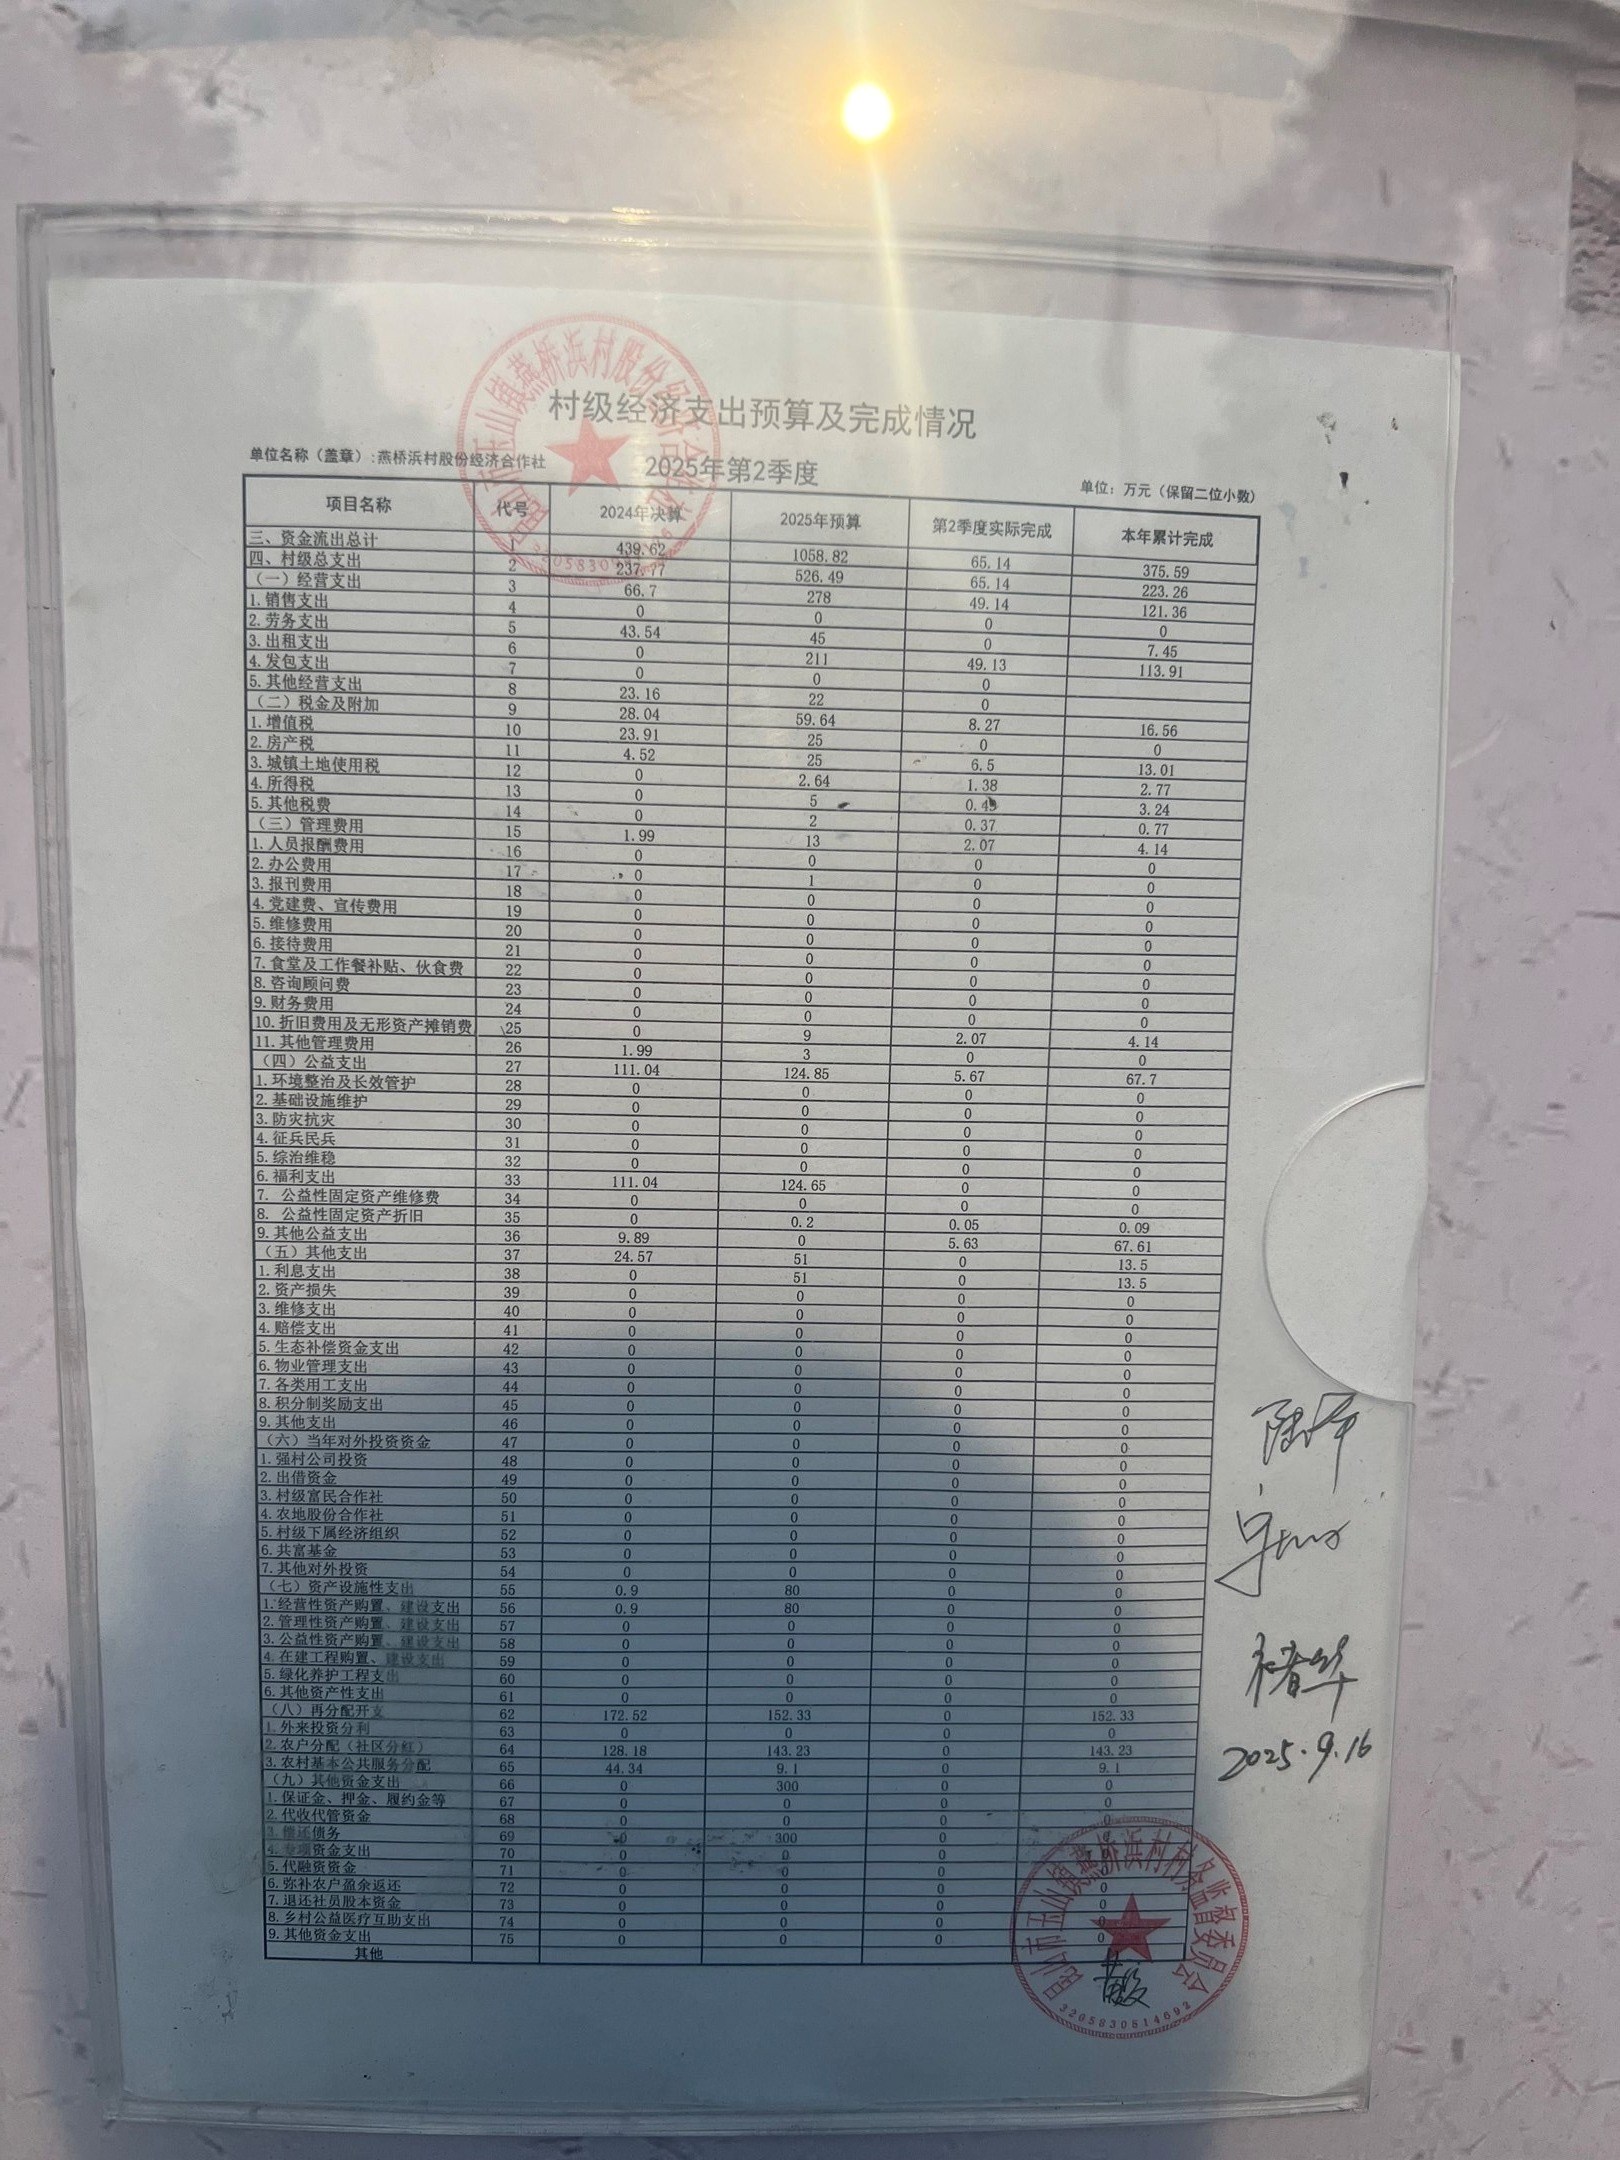 村级经济支出预算及完成情况
单位名称（盖章）:燕桥浜村股份经济合作社 2025年第2季度 单位：万元（保留二位小数）
项目名称 代号 2024年决算 2025年预算 第2季度实际完成 本年累计完成
三、资金流出总计 1 439.62 1058.82 65.14 375.59
四、村级总支出 2 237.77 526.49 65.14 223.26
（一）经营支出 3 66.7 278 49.14 121.36
1.销售支出 4 0 0 0 0
2.劳务支出 5 43.54 45 0 7.45
3.出租支出 6 0 211 49.13 113.91
4.发包支出 7 0 0 0
5.其他经营支出 8 23.16 22 0
（二）税金及附加 9 28.04 59.64 8.27 16.56
1.增值税 10 23.91 25 0 0
2.房产税 11 4.52 25 6.5 13.01
3.城镇土地使用税 12 0 2.64 1.38 2.77
4.所得税 13 0 5 3.24
5.其他税费 14 0 2 0.37 0.77
（三）管理费用 15 1.99 13 2.07 4.14
1.人员报酬费用 16 0 0 0 0
2.办公费用 17 0 1 0 0
3.报刊费用 18 0 0 0 0
4.党建费、宣传费用 19 0 0 0 0
5.维修费用 20 0 0 0 0
6.接待费用 21 0 0 0 0
7.食堂及工作餐补贴、伙食费 22 0 0 0 0
8.咨询顾问费 23 0 0 0 0
9.财务费用 24 0 0 0 0
10.折旧费用及无形资产摊销费 25 0 9 2.07 4.14
11.其他管理费用 26 1.99 3 0 0
（四）公益支出 27 111.04 124.85 5.67 67.7
1.环境整治及长效管护 28 0 0 0 0
2.基础设施维护 29 0 0 0 0
3.防灾抗灾 30 0 0 0 0
4.征兵民兵 31 0 0 0 0
5.综治维稳 32 0 0 0 0
6.福利支出 33 111.04 124.65 0 0
7. 公益性固定资产维修费 34 0 0 0 0
8. 公益性固定资产折旧 35 0 0.2 0.05 0.09
9.其他公益支出 36 9.89 0 5.63 67.61
（五）其他支出 37 24.57 51 0 13.5
1.利息支出 38 0 51 0 13.5
2.资产损失 39 0 0 0 0
3.维修支出 40 0 0 0 0
4.赔偿支出 41 0 0 0 0
5.生态补偿资金支出 42 0 0 0 0
6.物业管理支出 43 0 0 0 0
7.各类用工支出 44 0 0 0 0
8.积分制奖励支出 45 0 0 0 0
9.其他支出 46 0 0 0 0
（六）当年对外投资资金 47 0 0 0 0
1.强村公司投资 48 0 0 0 0
2.出借资金 49 0 0 0 0
3.村级富民合作社 50 0 0 0 0
4.农地股份合作社 51 0 0 0 0
5.村级下属经济组织 52 0 0 0 0
6.共富基金 53 0 0 0 0
7.其他对外投资 54 0 0 0 0
（七）资产设施性支出 55 0.9 80 0 0
1.经营性资产购置、建设支出 56 0.9 80 0 0
2.管理性资产购置、建设支出 57 0 0 0 0
3.公益性资产购置、建设支出 58 0 0 0 0
4.在建工程购置、建设支出 59 0 0 0 0
5.绿化养护工程支出 60 0 0 0 0
6.其他资产性支出 61 0 0 0 0
（八）再分配开支 62 172.52 152.33 0 152.33
1.外来投资分利 63 0 0 0 0
2.农户分配（社区分红） 64 128.18 143.23 0 143.23
3.农村基本公共服务分配 65 44.34 9.1 0 9.1
（九）其他资金支出 66 0 300 0 0
1.保证金、押金、履约金等 67 0 0 0 0
2.代收代管资金 68 0 0 0 0
3.偿还债务 69 0 300 0 0
4.专项资金支出 70 0 0 0 0
5.代融资资金 71 0 0 0 0
6.弥补农户盈余返还 72 0 0 0 0
7.退还社员股本资金 73 0 0 0 0
8.乡村公益医疗互助支出 74 0 0 0 0
9.其他资金支出 75 0 0 0 0
其他
2025.9.16
昆山市玉山镇燕桥浜村村务监督委员会
3205830814692